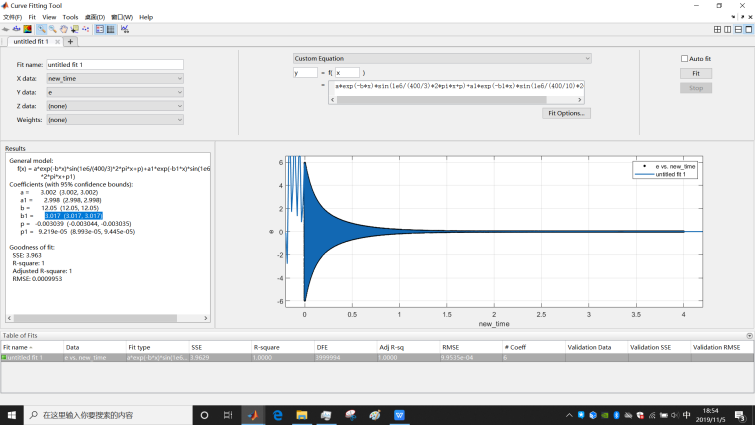 Curve Fitting Tool
文件(F) Fit View Tools 桌面(D) 窗口(W) Help
untitled fit 1
Fit name: untitled fit 1
X data: new_time
Y data: e
Z data: (none)
Weights: (none)
Custom Equation
y = f( x )
= a*exp(-b*x)*sin(1e6/(400/3)*2*pi*x+p)+a1*exp(-b1*x)*sin(1e6/(400/10)*2
Fit Options...
Auto fit
Fit
Stop
Results
General model:
f(x) = a*exp(-b*x)*sin(1e6/(400/3)*2*pi*x+p)+a1*exp(-b1*x)*sin(1e6
*2*pi*x+p1)
Coefficients (with 95% confidence bounds):
a = 3.002 (3.002, 3.002)
a1 = 2.998 (2.998, 2.998)
b = 12.05 (12.05, 12.05)
b1 = 3.017 (3.017, 3.017)
p = -0.003039 (-0.003044, -0.003035)
p1 = 9.219e-05 (8.993e-05, 9.445e-05)
Goodness of fit:
SSE: 3.963
R-square: 1
Adjusted R-square: 1
RMSE: 0.0009953
e vs. new_time
untitled fit 1
6
4
2
0
-2
-4
-6
e
0 0.5 1 1.5 2 2.5 3 3.5 4
new_time
Table of Fits
Fit name Data Fit type SSE R-square DFE Adj R-sq RMSE # Coeff Validation Data Validation SSE Validation RMSE
untitled fit 1 e vs. new_time a*exp(-b*x)*sin(1e6... 3.9629 1.0000 3999994 1.0000 9.9535e-04 6
在这里输入你要搜索的内容
中
18:54
2019/11/5